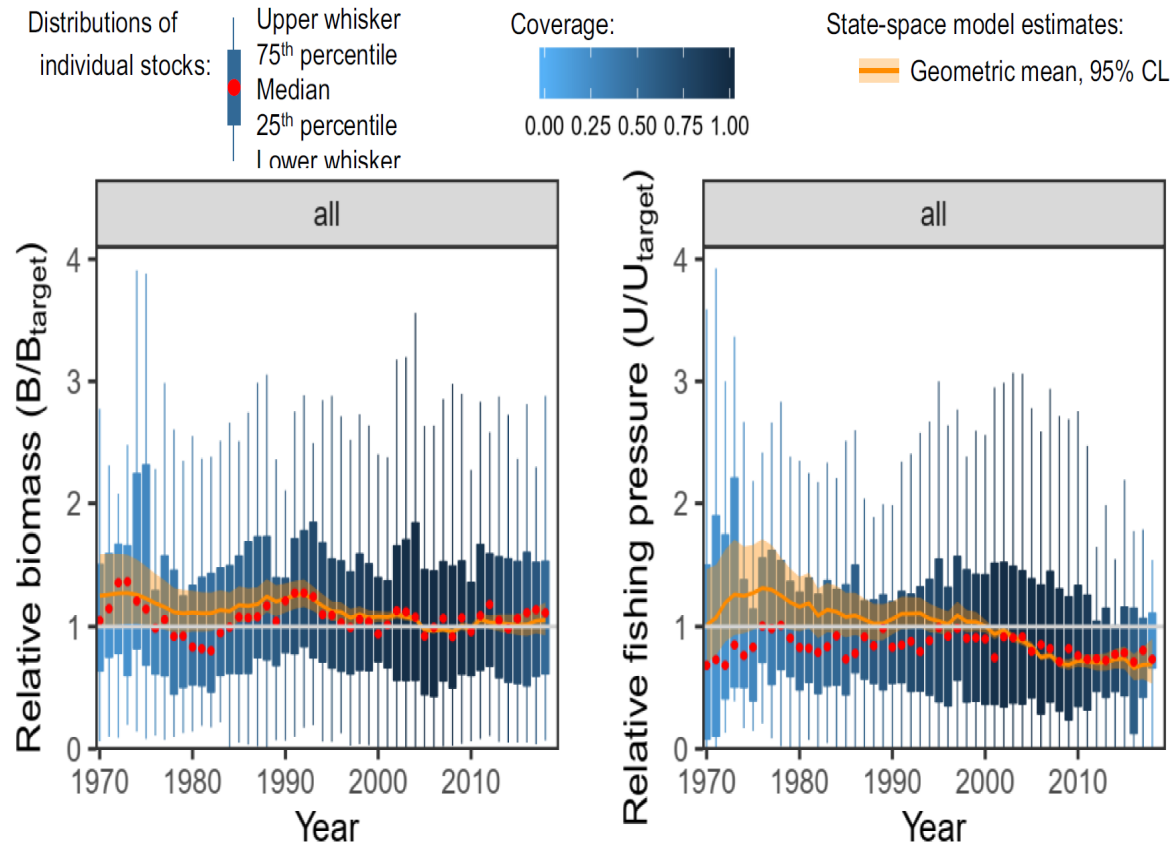 Distributions of
individual stocks:
Upper whisker
75th percentile
Median
25th percentile
Lower whisker
Coverage:
0.00 0.25 0.50 0.75 1.00
State-space model estimates:
Geometric mean, 95% CL
all
Relative biomass (B/Btarget)
4
3
2
1
0
1970 1980 1990 2000 2010
Year
all
Relative fishing pressure (U/Utarget)
4
3
2
1
0
1970 1980 1990 2000 2010
Year